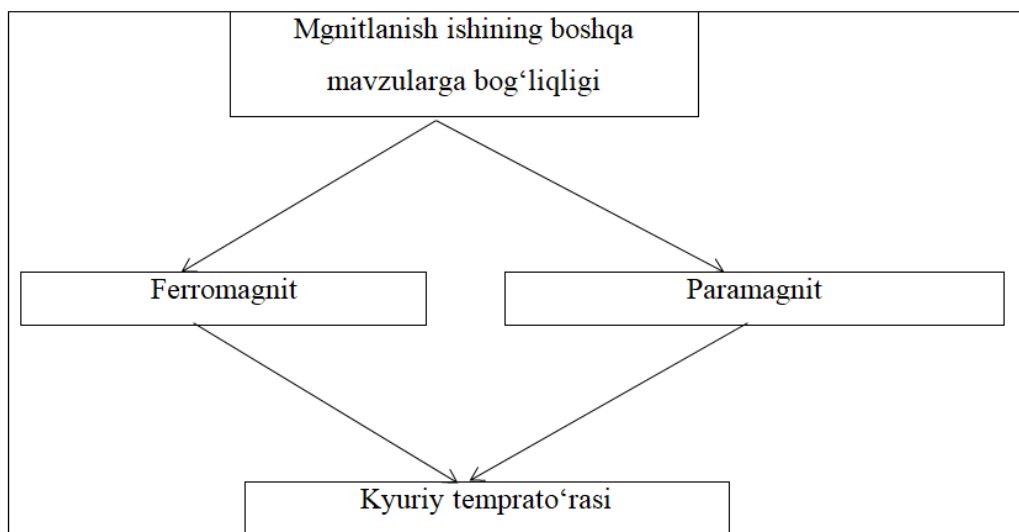 Mgnitlanish ishining boshqa
mavzularga bog‘liqligi
Ferromagnit
Paramagnit
Kyuriy temprato‘rasi